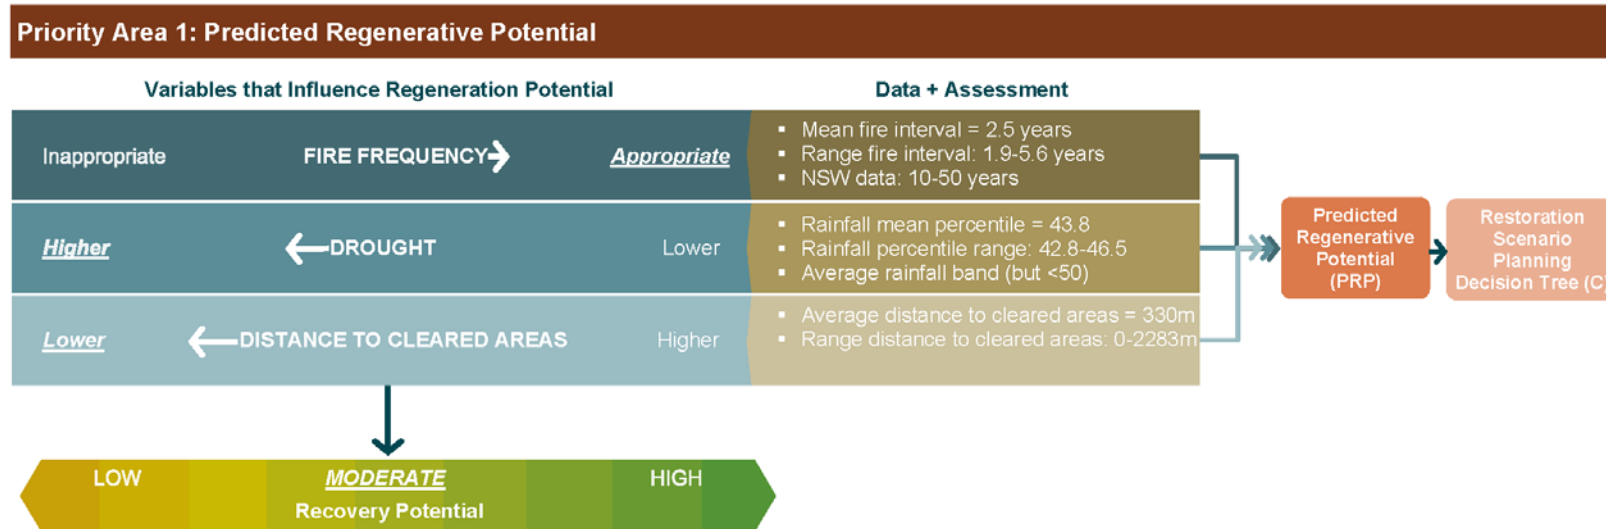 Priority Area 1: Predicted Regenerative Potential
Variables that Influence Regeneration Potential
Data + Assessment
Inappropriate
FIRE FREQUENCY
Appropriate
▪ Mean fire interval = 2.5 years
▪ Range fire interval: 1.9-5.6 years
▪ NSW data: 10-50 years
Higher
DROUGHT
Lower
▪ Rainfall mean percentile = 43.8
▪ Rainfall percentile range: 42.8-46.5
▪ Average rainfall band (but <50)
Lower
DISTANCE TO CLEARED AREAS
Higher
▪ Average distance to cleared areas = 330m
▪ Range distance to cleared areas: 0-2283m
Predicted
Regenerative
Potential
(PRP)
Restoration
Scenario
Planning
Decision Tree (C)
LOW
MODERATE
HIGH
Recovery Potential